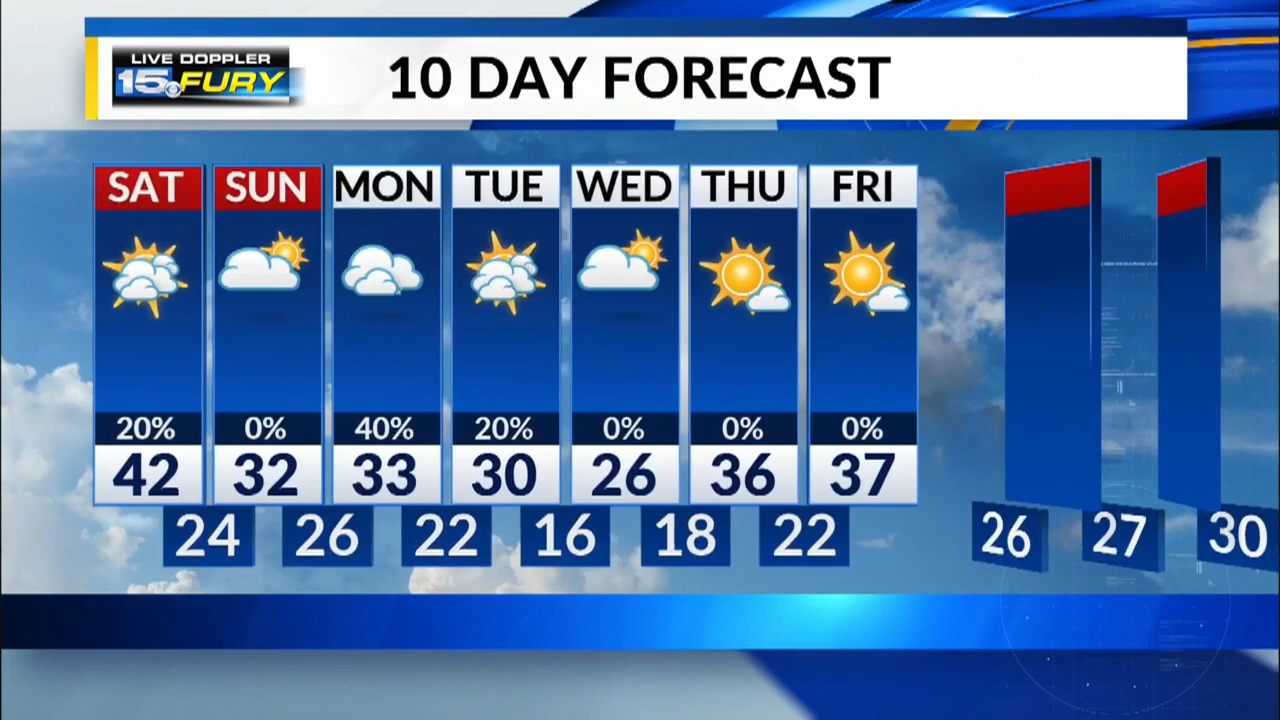 LIVE DOPPLER
15 FURY
10 DAY FORECAST
SAT SUN MON TUE WED THU FRI
20% 0% 40% 20% 0% 0% 0%
42 32 33 30 26 36 37
24 26 22 16 18 22 26 27 30